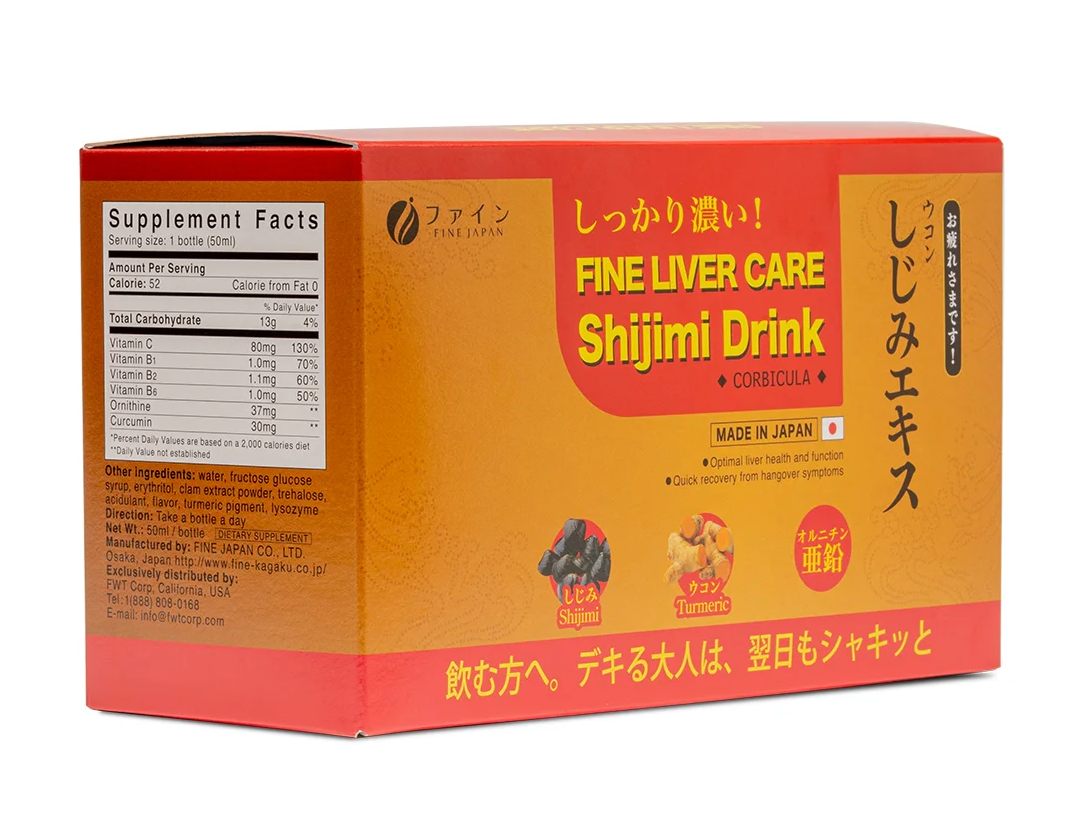 Supplement Facts
Serving size: 1 bottle (50ml)
Amount Per Serving
Calorie: 52 Calorie from Fat 0
% Daily Value*
Total Carbohydrate 13g 4%
Vitamin C 80mg 130%
Vitamin B1 1.0mg 70%
Vitamin B2 1.1mg 60%
Vitamin B6 1.0mg 50%
Ornithine 37mg **
Curcumin 30mg **
*Percent Daily Values are based on a 2,000 calories diet
**Daily Value not established
Other ingredients: water, fructose glucose
syrup, erythritol, clam extract powder, trehalose,
acidulant, flavor, turmeric pigment, lysozyme
Direction: Take a bottle a day
Net Wt.: 50ml / bottle DIETARY SUPPLEMENT
Manufactured by: FINE JAPAN CO., LTD.
Osaka, Japan http://www.fine-kagaku.co.jp/
Exclusively distributed by:
FWT Corp, California, USA
Tel:1(888) 808-0168
E-mail: info@fwtcorp.com
ファイン
FINE JAPAN
しっかり濃い!
FINE LIVER CARE
Shijimi Drink
◆ CORBICULA ◆
MADE IN JAPAN
●Optimal liver health and function
●Quick recovery from hangover symptoms
お疲れさまです!
ウコン
しじみエキス
しじみ
Shijimi
ウコン
Turmeric
オルニチン
亜鉛
飲む方へ。デキる大人は、翌日もシャキッと